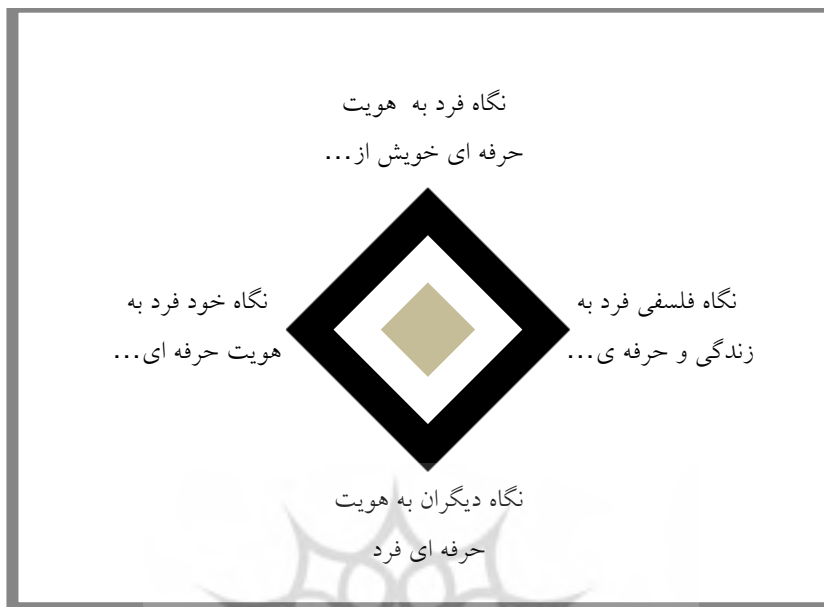 نگاه فرد به هویت
حرفه ای خویش از...
نگاه فلسفی فرد به
زندگی و حرفه ی...
نگاه خود فرد به
هویت حرفه ای...
نگاه دیگران به هویت
حرفه ای فرد